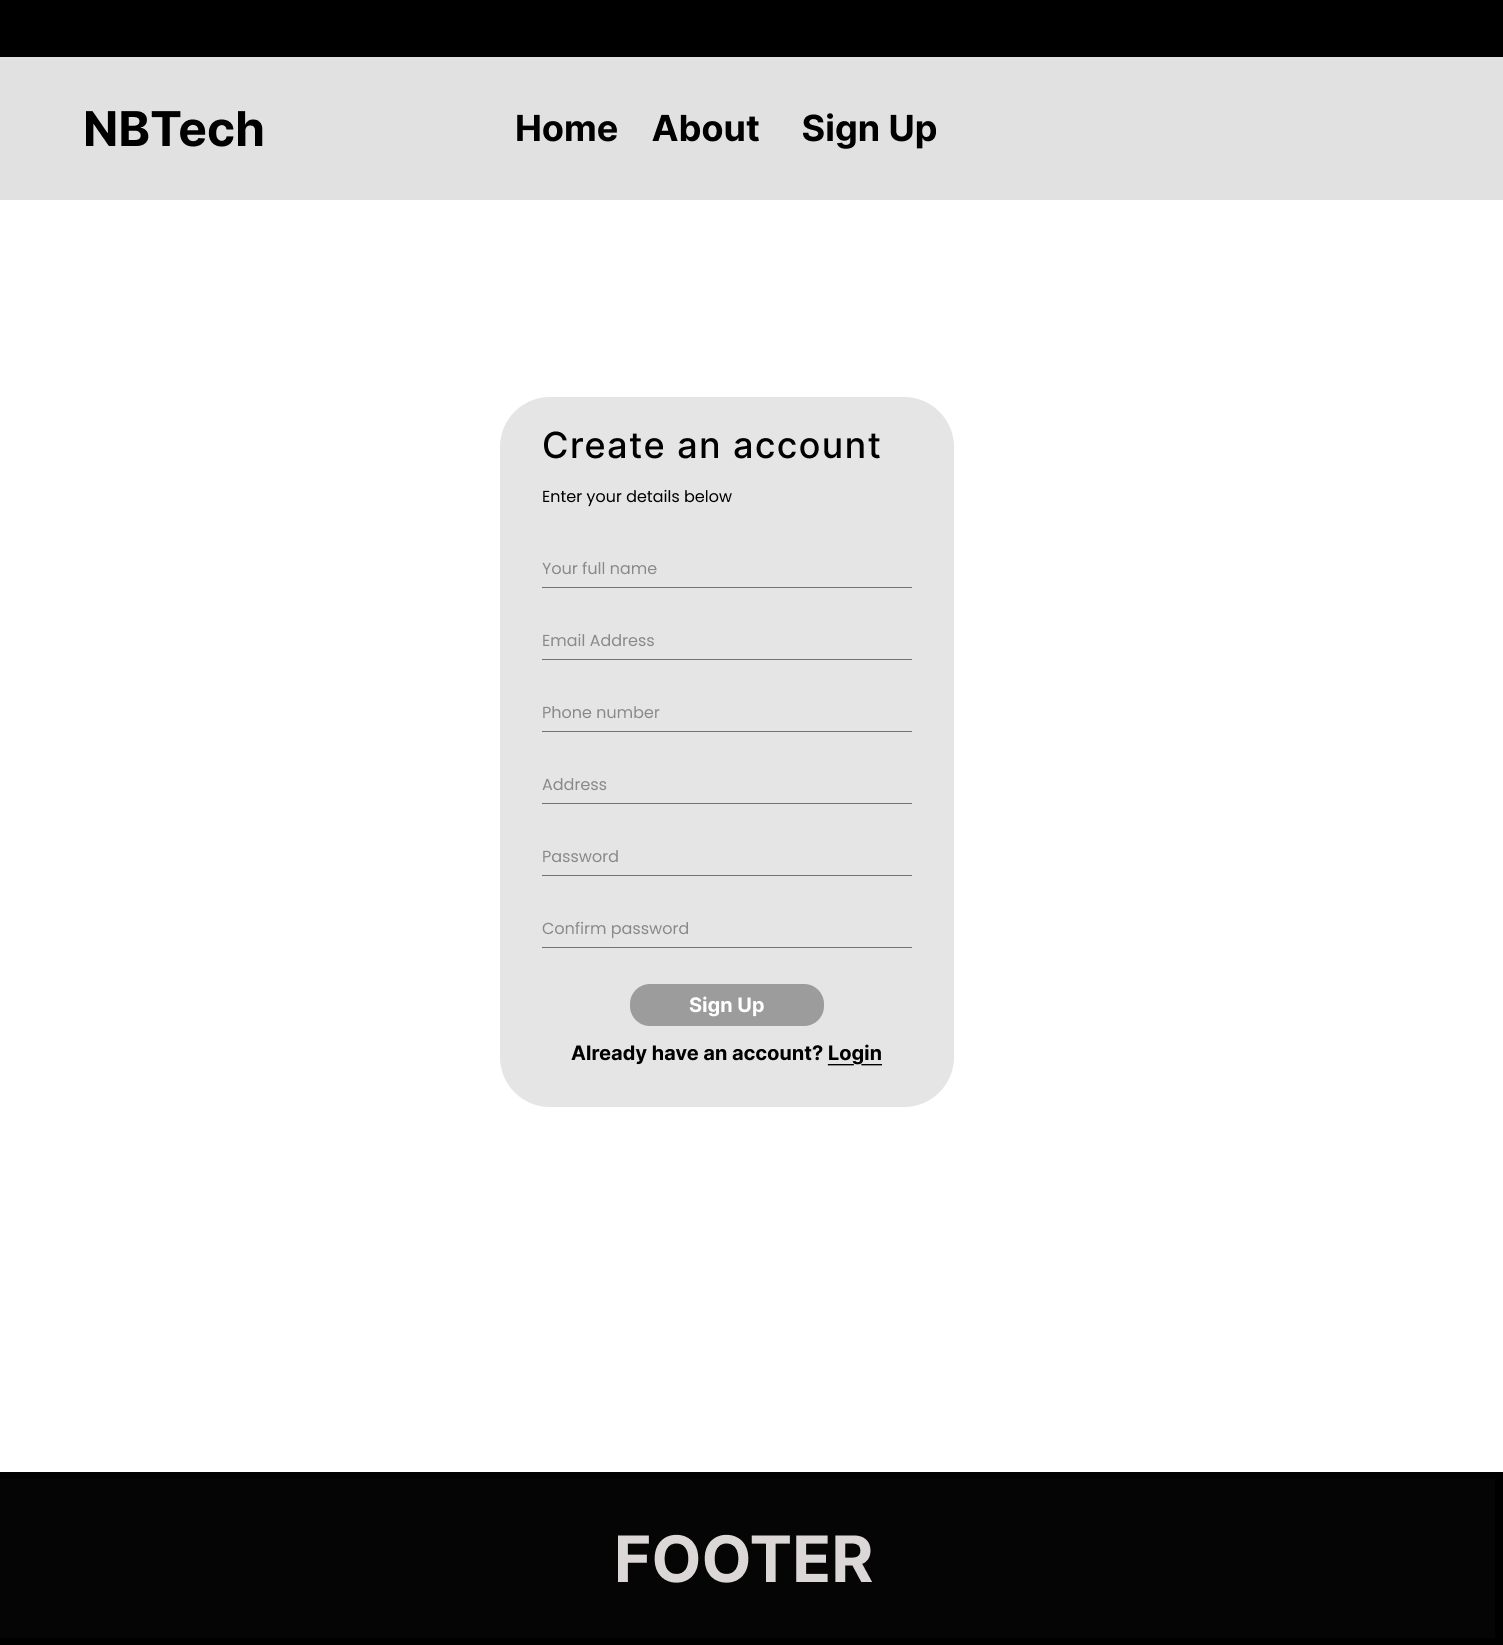 NBTech
Home About Sign Up
Create an account
Enter your details below
Your full name
Email Address
Phone number
Address
Password
Confirm password
Sign Up
Already have an account? Login
FOOTER